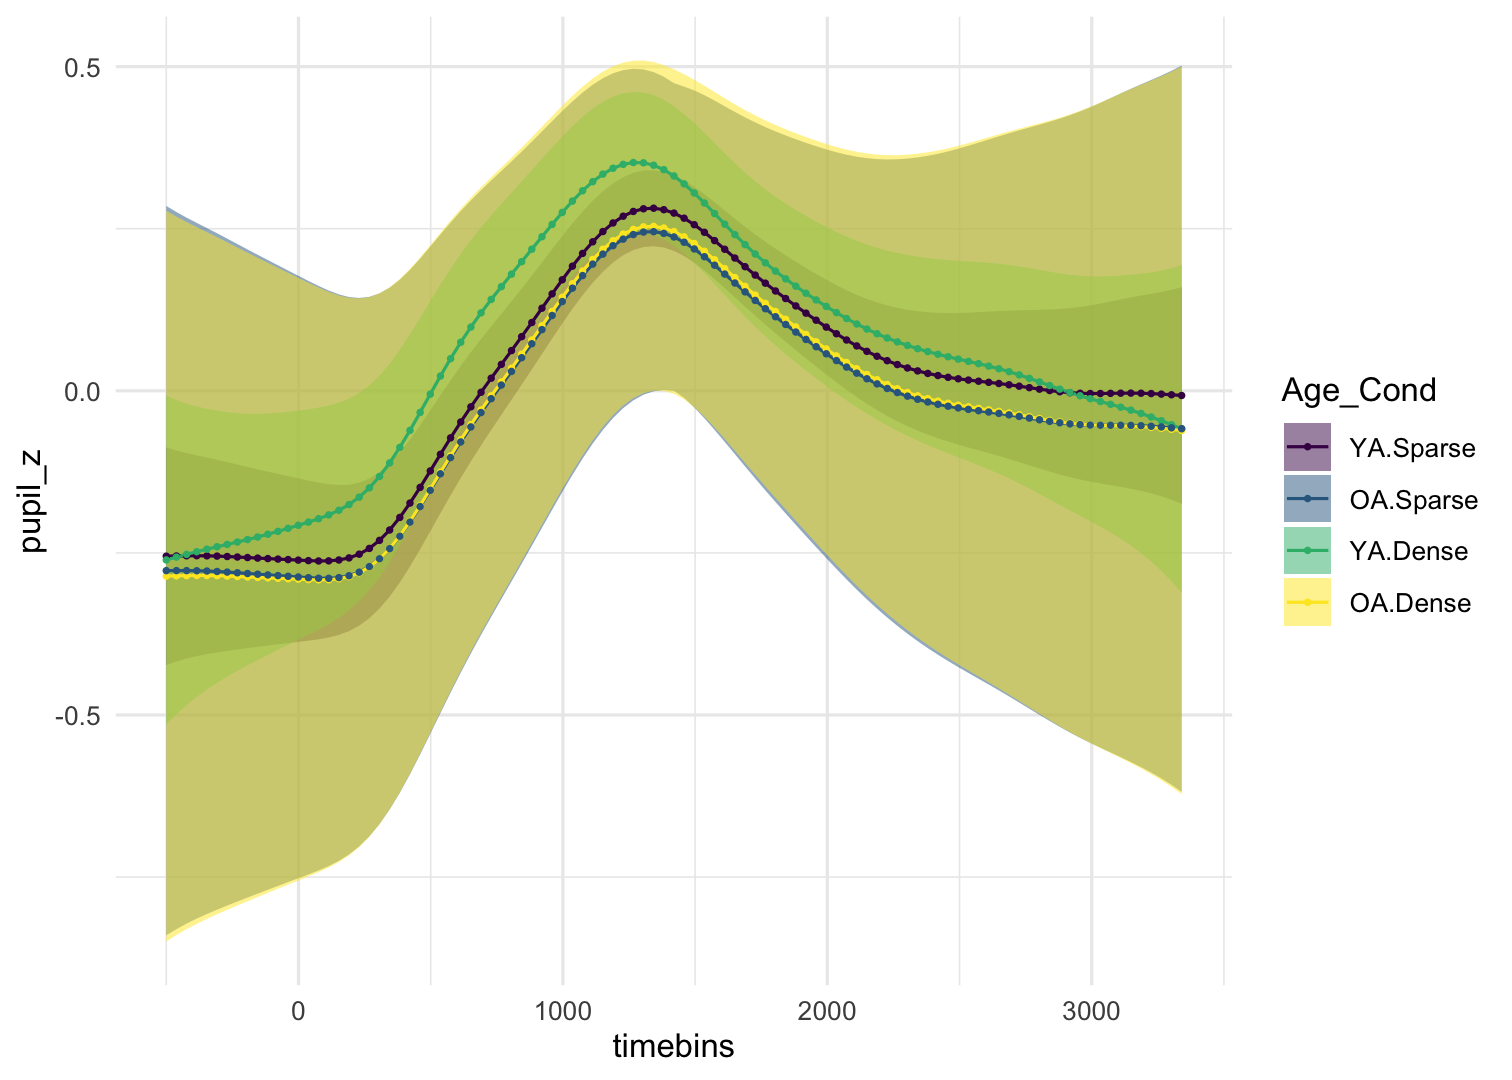 0.5
0.0
-0.5
pupil_z
0
1000
2000
3000
timebins
Age_Cond
YA.Sparse
OA.Sparse
YA.Dense
OA.Dense